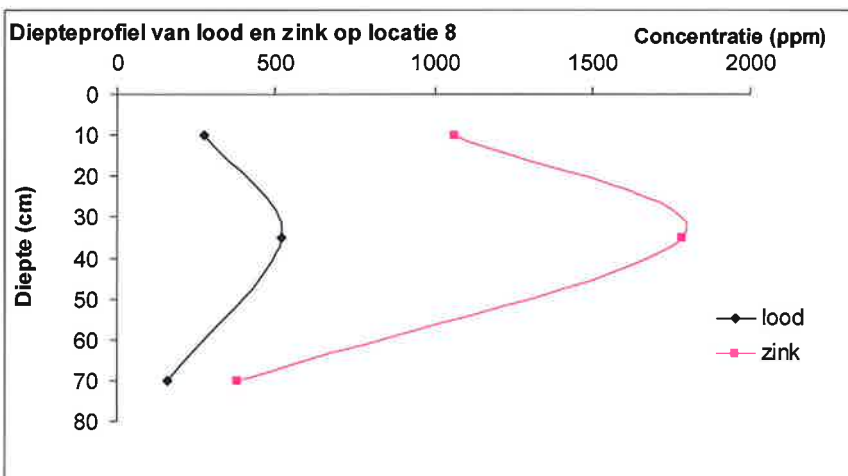 Diepteprofiel van lood en zink op locatie 8
Concentratie (ppm)
0 500 1000 1500 2000
0
10
20
30
40
50
60
70
80
Diepte (cm)
lood
zink